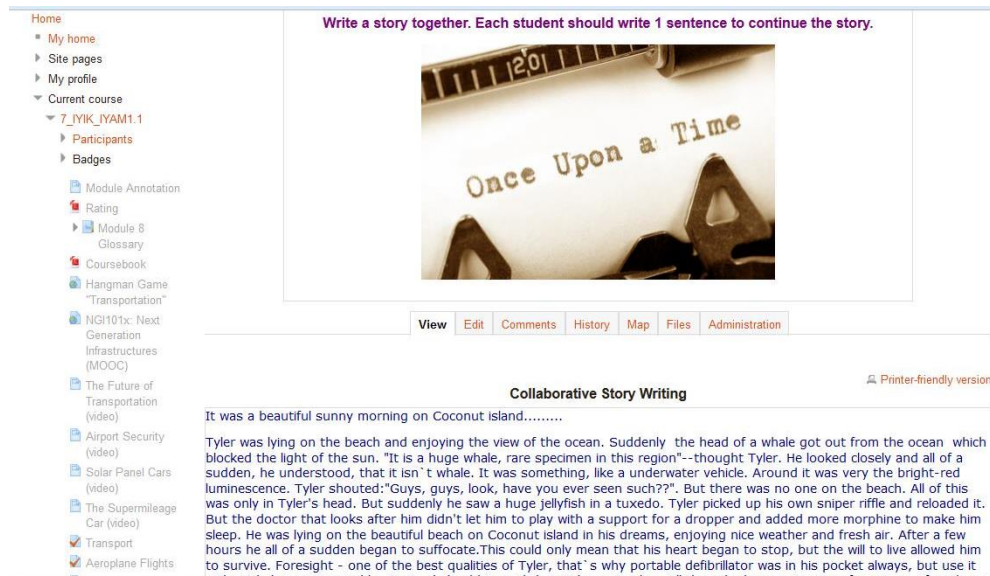 Home
My home
Site pages
My profile
Current course
7_IYIK_IYAM1.1
Participants
Badges
Module Annotation
Rating
Module 8
Glossary
Coursebook
Hangman Game
"Transportation"
NGI101x: Next
Generation
Infrastructures
(MOOC)
The Future of
Transportation
(video)
Airport Security
(video)
Solar Panel Cars
(video)
The Supermileage
Car (video)
Transport
Aeroplane Flights
Write a story together. Each student should write 1 sentence to continue the story.
120
Once Upon a Time
View Edit Comments History Map Files Administration
Printer-friendly version
Collaborative Story Writing
It was a beautiful sunny morning on Coconut island.........
Tyler was lying on the beach and enjoying the view of the ocean. Suddenly the head of a whale got out from the ocean which
blocked the light of the sun. "It is a huge whale, rare specimen in this region"--thought Tyler. He looked closely and all of a
sudden, he understood, that it isn`t whale. It was something, like a underwater vehicle. Around it was very the bright-red
luminescence. Tyler shouted:"Guys, guys, look, have you ever seen such??". But there was no one on the beach. All of this
was only in Tyler's head. But suddenly he saw a huge jellyfish in a tuxedo. Tyler picked up his own sniper riffle and reloaded it.
But the doctor that looks after him didn't let him to play with a support for a dropper and added more morphine to make him
sleep. He was lying on the beautiful beach on Coconut island in his dreams, enjoying nice weather and fresh air. After a few
hours he all of a sudden began to suffocate.This could only mean that his heart began to stop, but the will to live allowed him
to survive. Foresight - one of the best qualities of Tyler, that`s why portable defibrillator was in his pocket always, but use it